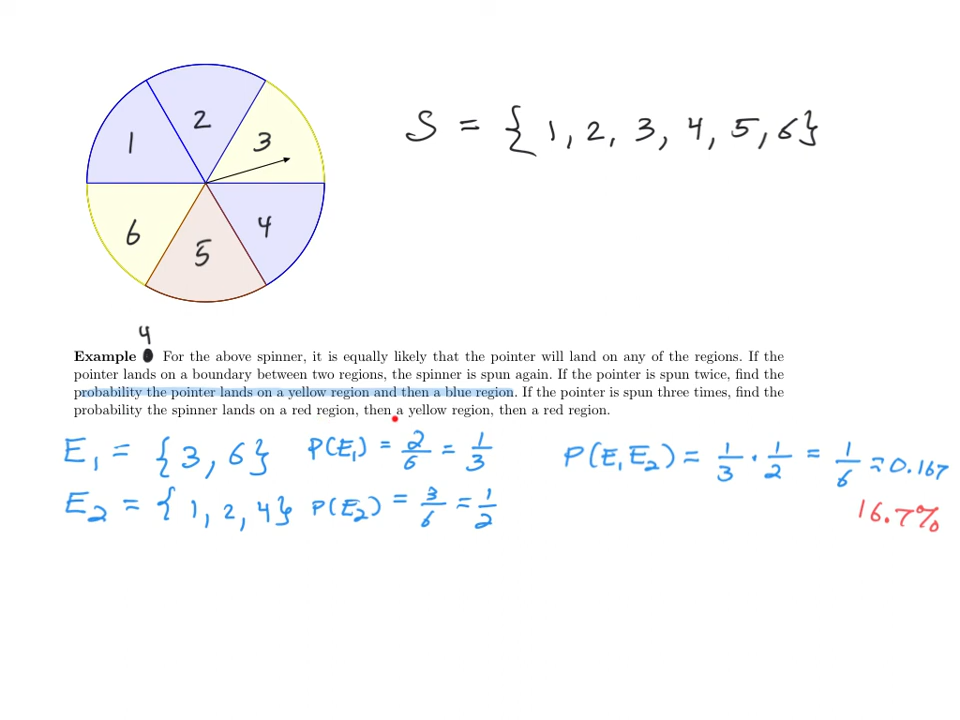 1
2
3
4
5
6
S = { 1, 2, 3, 4, 5, 6}
4
Example For the above spinner, it is equally likely that the pointer will land on any of the regions. If the
pointer lands on a boundary between two regions, the spinner is spun again. If the pointer is spun twice, find the
probability the pointer lands on a yellow region and then a blue region. If the pointer is spun three times, find the
probability the spinner lands on a red region, then a yellow region, then a red region.
E₁ = {3, 6} P(E₁) = 2/6 = 1/3 P(E₁E₂) = 1/3 · 1/2 = 1/6 ≈ 0.167
E₂ = { 1, 2, 4} P(E₂) = 3/6 = 1/2 16.7%